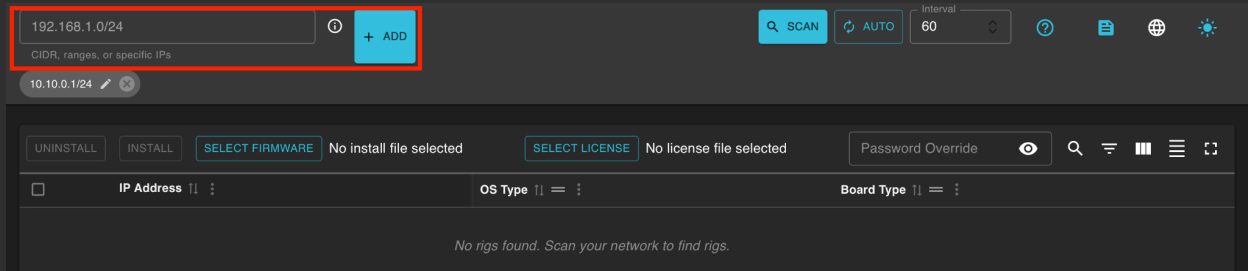 192.168.1.0/24
+ ADD
SCAN
AUTO
Interval
60
CIDR, ranges, or specific IPs
10.10.0.1/24
UNINSTALL
INSTALL
SELECT FIRMWARE
No install file selected
SELECT LICENSE
No license file selected
Password Override
IP Address
OS Type
Board Type
No rigs found. Scan your network to find rigs.